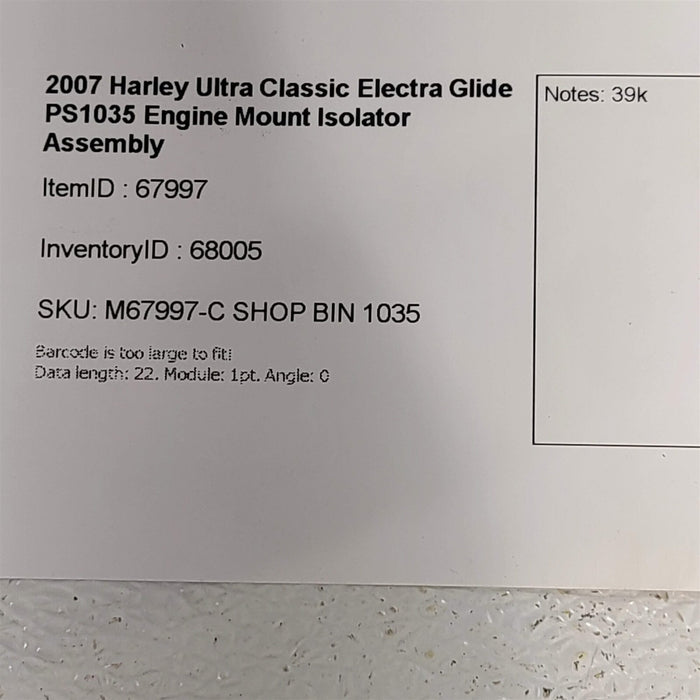 2007 Harley Ultra Classic Electra Glide
PS1035 Engine Mount Isolator
Assembly
ItemID : 67997
InventoryID : 68005
SKU: M67997-C SHOP BIN 1035
Barcode is too large to fit!
Data length: 22. Module: 1pt. Angle: 0
Notes: 39k